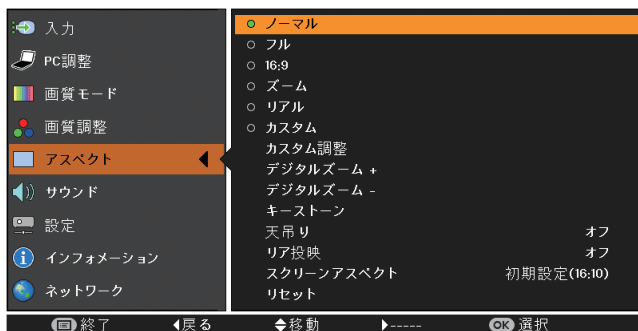 入力
PC調整
画質モード
画質調整
アスペクト
サウンド
設定
インフォメーション
ネットワーク
ノーマル
フル
16:9
ズーム
リアル
カスタム
カスタム調整
デジタルズーム +
デジタルズーム -
キーストーン
天吊り オフ
リア投映 オフ
スクリーンアスペクト 初期設定(16:10)
リセット
終了 戻る 移動 ----- OK 選択